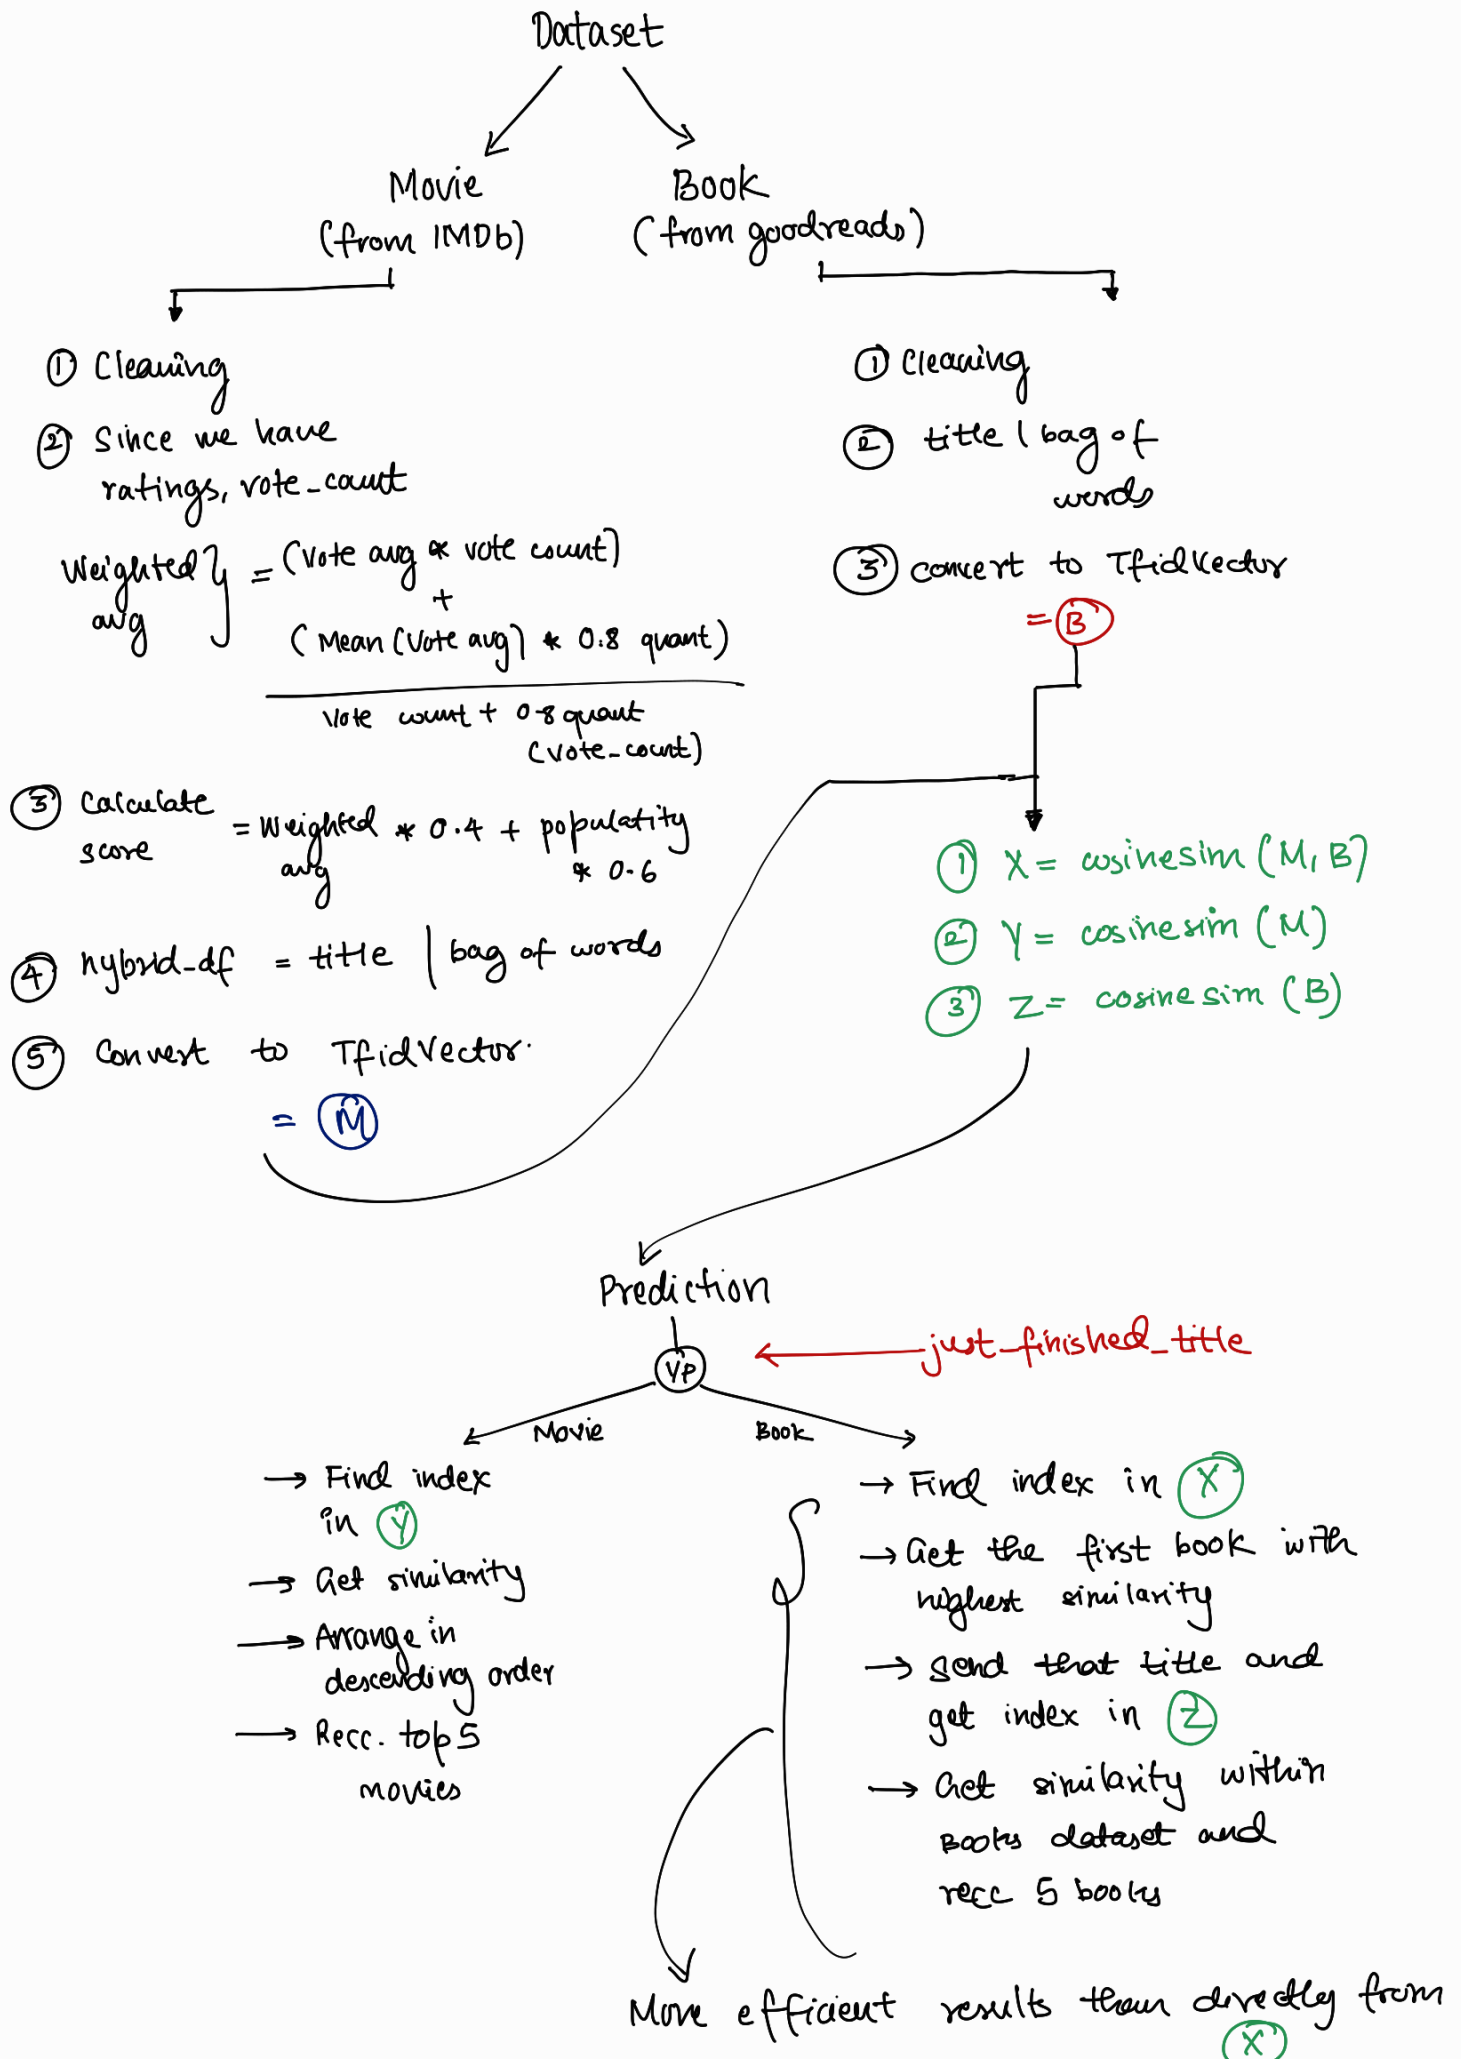 Dataset
Movie
(from IMDb)
Book
(from goodreads)
① Cleaning
② Since we have
ratings, vote_count
Weighted
avg } = (Vote avg * vote count)
+
(Mean (Vote avg) * 0.8 quant)
Vote count + 0.8 quant
(vote_count)
③ Calculate
score = Weighted avg * 0.4 + populatity
* 0.6
④ hybrid_df = title | bag of words
⑤ Convert to TfidVector.
= M
① Cleaning
② title | bag of
words
③ convert to TfidVector
= B
① X = cosinesim (M, B)
② Y = cosinesim (M)
③ Z = cosinesim (B)
Prediction
just_finished_title
Movie
Book
→ Find index
in Y
→ Get similarity
→ Arrange in
descending order
→ Recc. top 5
movies
→ Find index in X
→ Get the first book with
highest similarity
→ Send that title and
get index in Z
→ Get similarity within
Books dataset and
recc 5 books
More efficient results than directly from
X